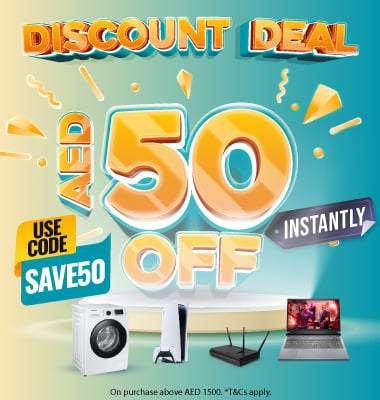 DISCOUNT DEAL
AED
50
OFF
INSTANTLY
USE
CODE
SAVE50
On purchase above AED 1500. *T&Cs apply.